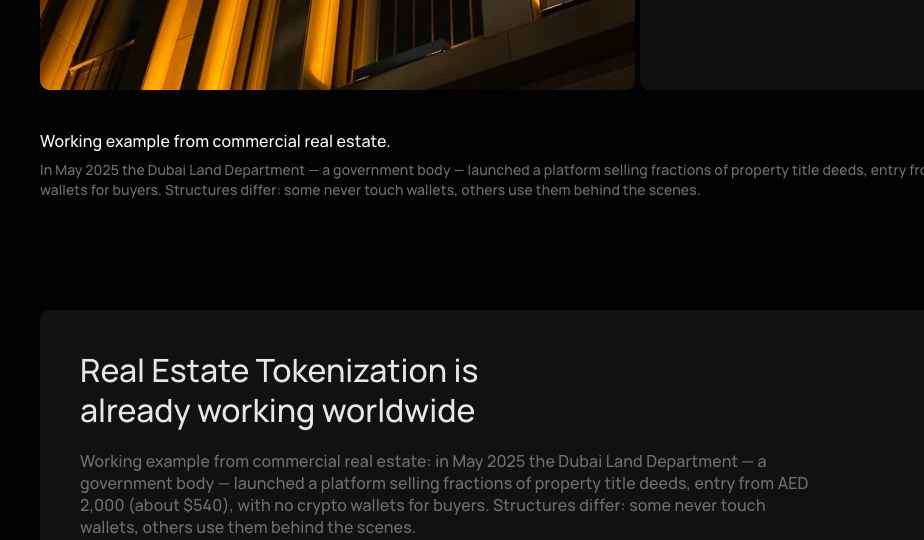 Working example from commercial real estate.
In May 2025 the Dubai Land Department — a government body — launched a platform selling fractions of property title deeds, entry
wallets for buyers. Structures differ: some never touch wallets, others use them behind the scenes.
Real Estate Tokenization is
already working worldwide
Working example from commercial real estate: in May 2025 the Dubai Land Department — a
government body — launched a platform selling fractions of property title deeds, entry from AED
2,000 (about $540), with no crypto wallets for buyers. Structures differ: some never touch
wallets, others use them behind the scenes.